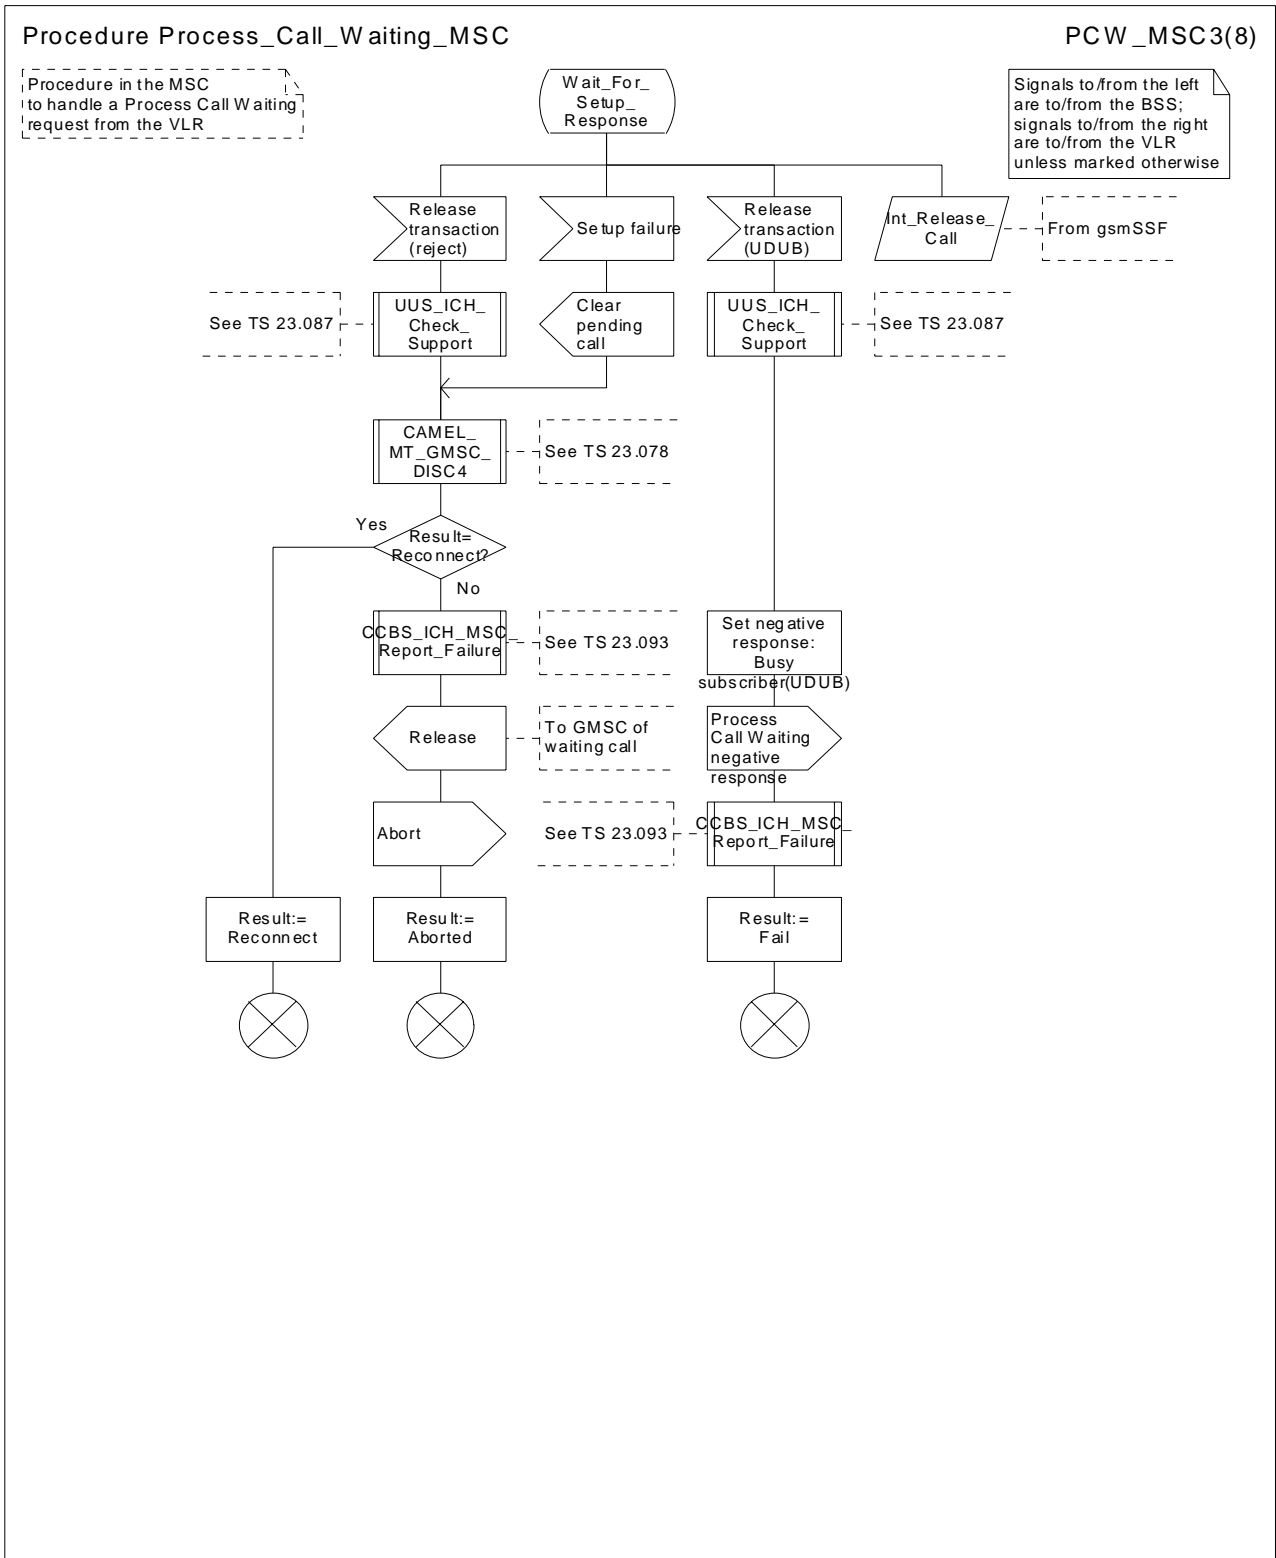 Procedure Process_Call_Waiting_MSC
PCW_MSC3(8)
Procedure in the MSC
to handle a Process Call Waiting
request from the VLR
Wait_For_
Setup_
Response
Signals to/from the left
are to/from the BSS;
signals to/from the right
are to/from the VLR
unless marked otherwise
Release
transaction
(reject)
Setup failure
Release
transaction
(UDUB)
Int_Release_
Call
From gsmSSF
See TS 23.087
UUS_ICH_
Check_
Support
Clear
pending
call
UUS_ICH_
Check_
Support
See TS 23.087
CAMEL_
MT_GMSC_
DISC4
See TS 23.078
Yes
Result=
Reconnect?
No
CCBS_ICH_MSC_
Report_Failure
See TS 23.093
Set negative
response:
Busy
subscriber(UDUB)
Release
To GMSC of
waiting call
Process
Call Waiting
negative
response
Abort
See TS 23.093
CCBS_ICH_MSC_
Report_Failure
Result:=
Reconnect
Result:=
Aborted
Result:=
Fail